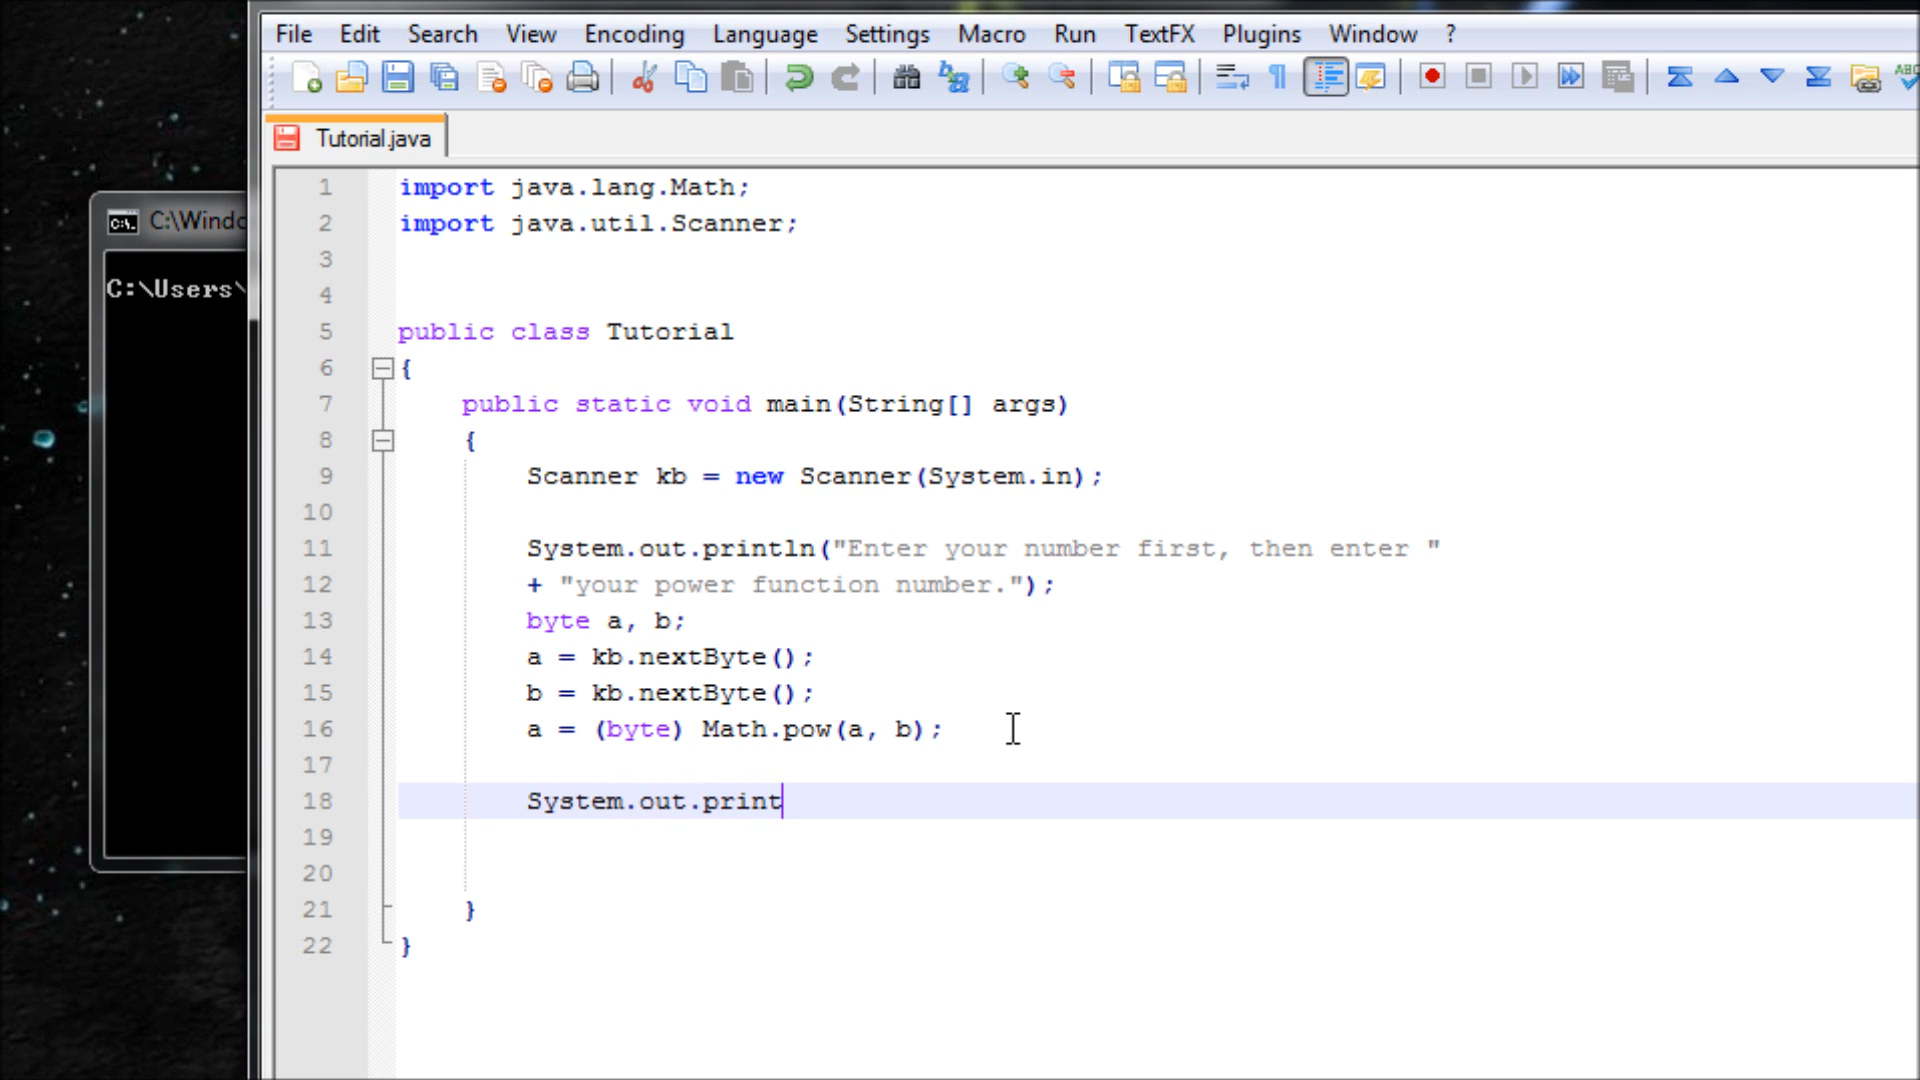 File Edit Search View Encoding Language Settings Macro Run TextFX Plugins Window ?
Tutorial.java
C:\Windo
C:\Users\
1 import java.lang.Math;
2 import java.util.Scanner;
3
4
5 public class Tutorial
6 {
7 public static void main(String[] args)
8 {
9 Scanner kb = new Scanner(System.in);
10
11 System.out.println("Enter your number first, then enter "
12 + "your power function number.");
13 byte a, b;
14 a = kb.nextByte();
15 b = kb.nextByte();
16 a = (byte) Math.pow(a, b);
17
18 System.out.print
19
20
21 }
22 }